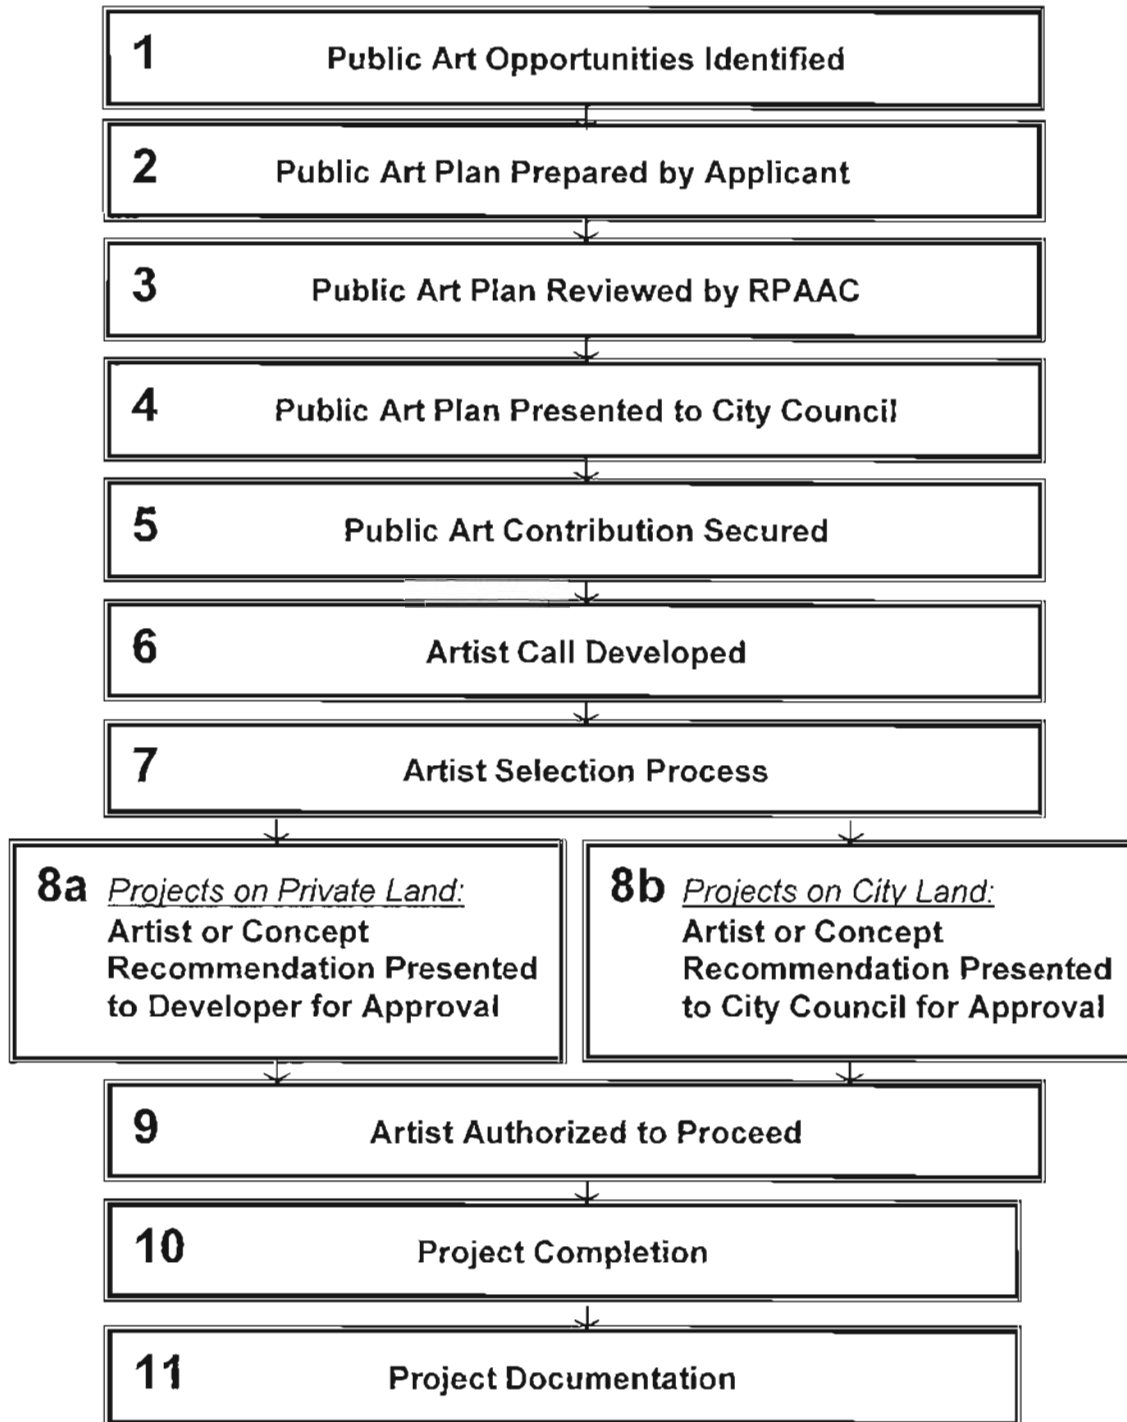 1 Public Art Opportunities Identified
2 Public Art Plan Prepared by Applicant
3 Public Art Plan Reviewed by RPAAC
4 Public Art Plan Presented to City Council
5 Public Art Contribution Secured
6 Artist Call Developed
7 Artist Selection Process
8a Projects on Private Land:
Artist or Concept
Recommendation Presented
to Developer for Approval
8b Projects on City Land:
Artist or Concept
Recommendation Presented
to City Council for Approval
9 Artist Authorized to Proceed
10 Project Completion
11 Project Documentation